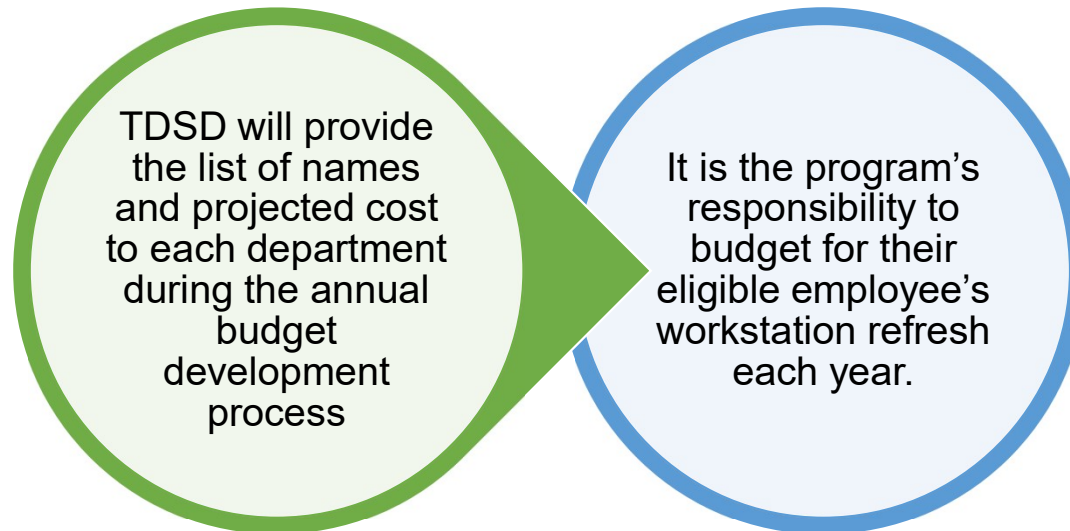 TDSD will provide
the list of names
and projected cost
to each department
during the annual
budget
development
process
It is the program’s
responsibility to
budget for their
eligible employee’s
workstation refresh
each year.